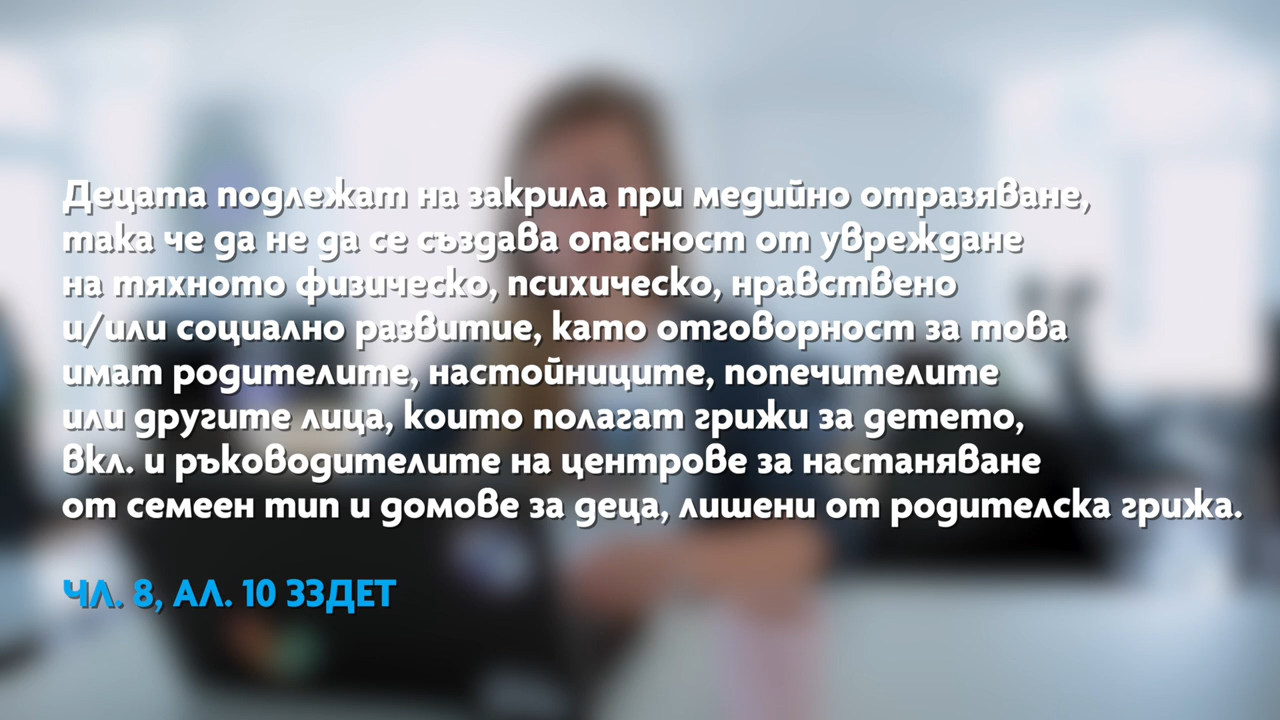 Децата подлежат на закрила при медийно отразяване,
така че да не да се създава опасност от увреждане
на тяхното физическо, психическо, нравствено
и/или социално развитие, като отговорност за това
имат родителите, настойниците, попечителите
или другите лица, които полагат грижи за детето,
вкл. и ръководителите на центрове за настаняване
от семеен тип и домове за деца, лишени от родителска грижа.
ЧЛ. 8, АЛ. 10 ЗЗДЕТ